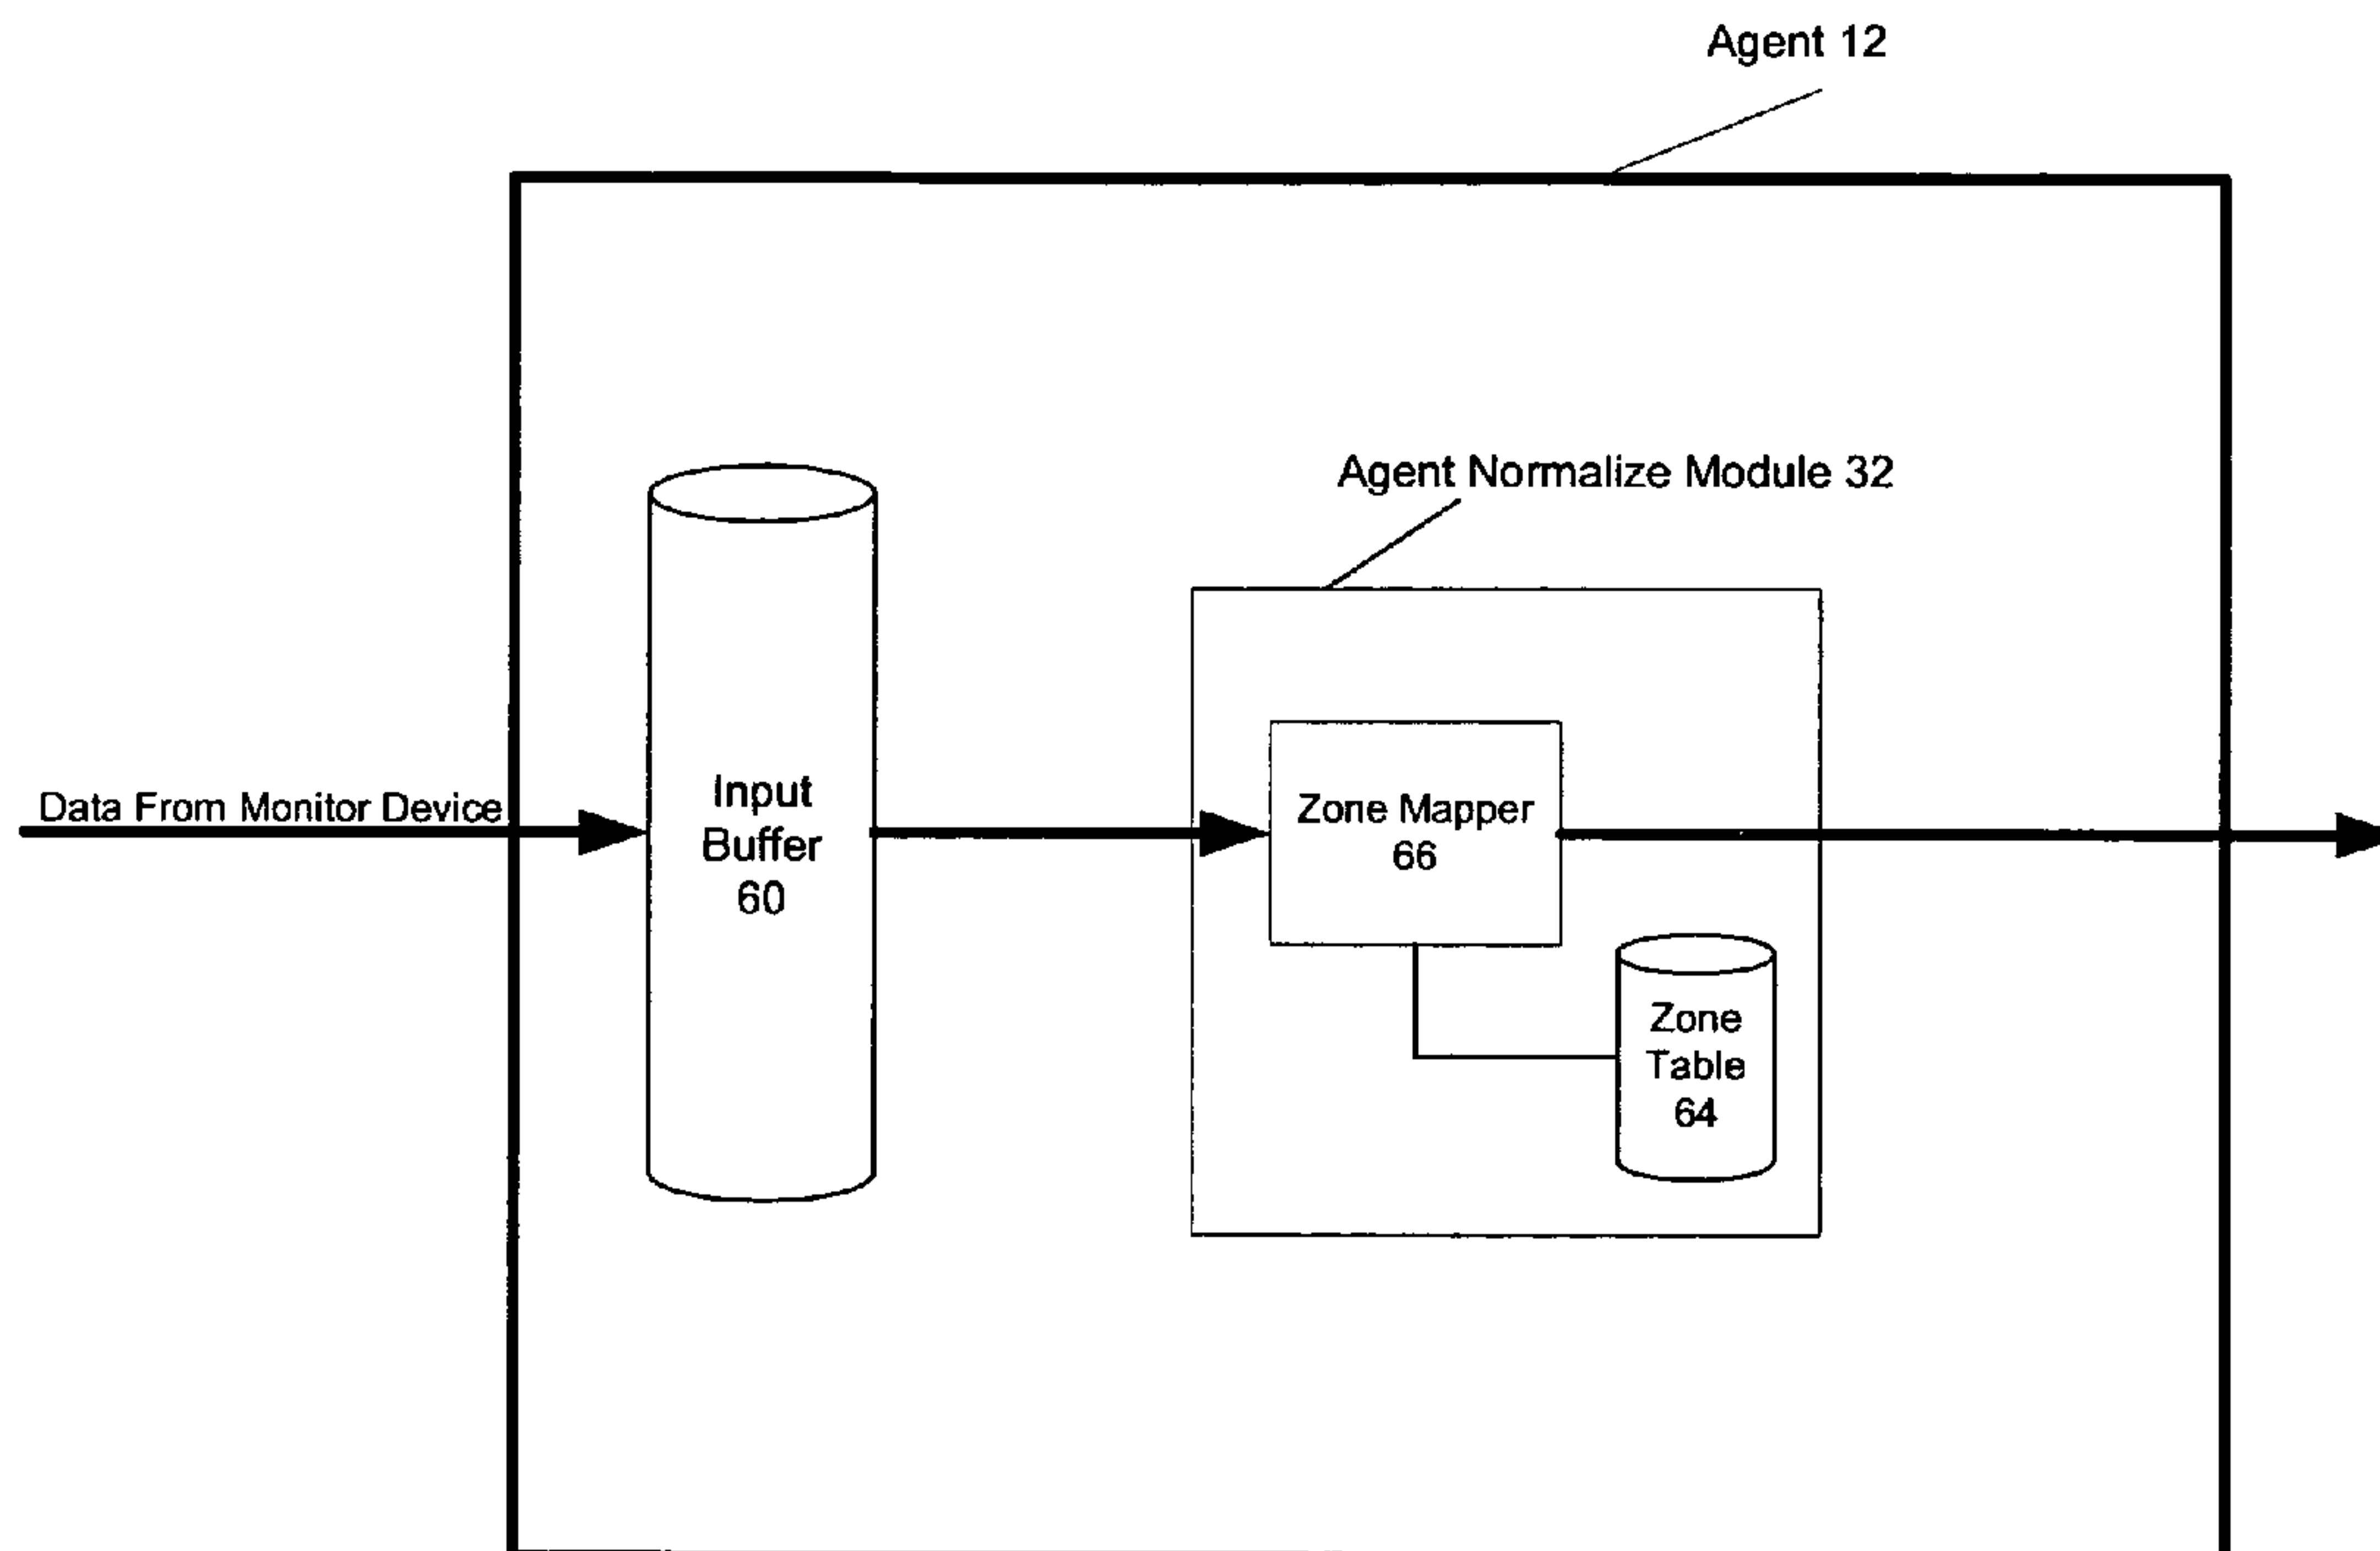 Agent 12
Agent Normalize Module 32
Data From Monitor Device
Input
Buffer
60
Zone Mapper
66
Zone
Table
64